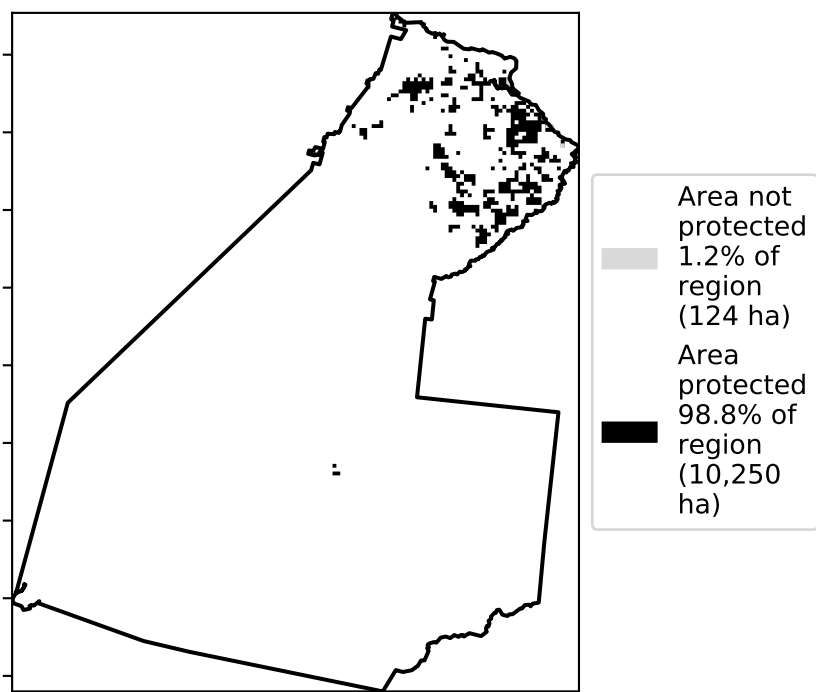 Area not
protected
1.2% of
region
(124 ha)
Area
protected
98.8% of
region
(10,250
ha)